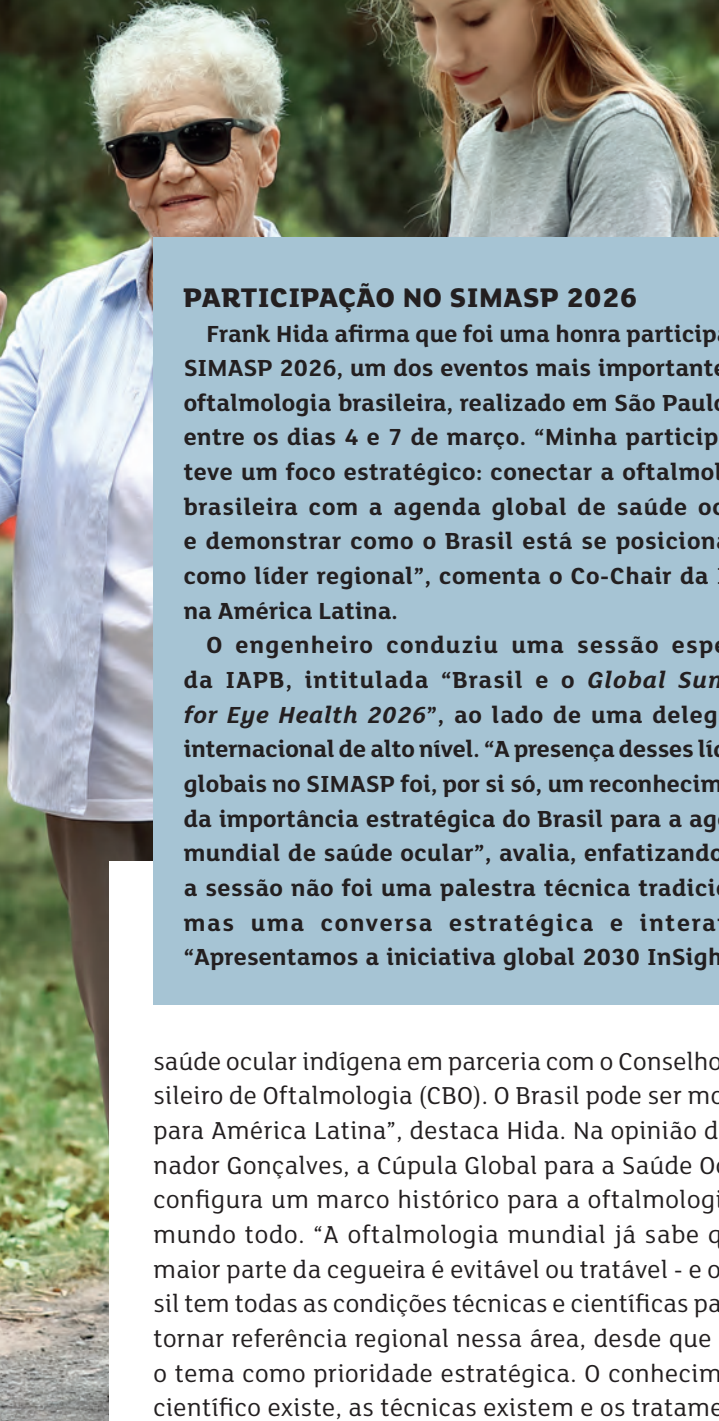 PARTICIPAÇÃO NO SIMASP 2026
Frank Hida afirma que foi uma honra particip
SIMASP 2026, um dos eventos mais importante
oftalmologia brasileira, realizado em São Paulo
entre os dias 4 e 7 de março. “Minha particip
teve um foco estratégico: conectar a oftalmol
brasileira com a agenda global de saúde oc
e demonstrar como o Brasil está se posiciona
como líder regional”, comenta o Co-Chair da
na América Latina.
O engenheiro conduziu uma sessão espe
da IAPB, intitulada “Brasil e o Global Sum
for Eye Health 2026”, ao lado de uma deleg
internacional de alto nível. “A presença desses líd
globais no SIMASP foi, por si só, um reconhecim
da importância estratégica do Brasil para a age
mundial de saúde ocular”, avalia, enfatizando
a sessão não foi uma palestra técnica tradici
mas uma conversa estratégica e intera
“Apresentamos a iniciativa global 2030 InSigh
saúde ocular indígena em parceria com o Conselho
sileiro de Oftalmologia (CBO). O Brasil pode ser mo
para América Latina”, destaca Hida. Na opinião d
nador Gonçalves, a Cúpula Global para a Saúde Oc
configura um marco histórico para a oftalmologi
mundo todo. “A oftalmologia mundial já sabe q
maior parte da cegueira é evitável ou tratável - e o
sil tem todas as condições técnicas e científicas pa
tornar referência regional nessa área, desde que
o tema como prioridade estratégica. O conhecim
científico existe, as técnicas existem e os tratame